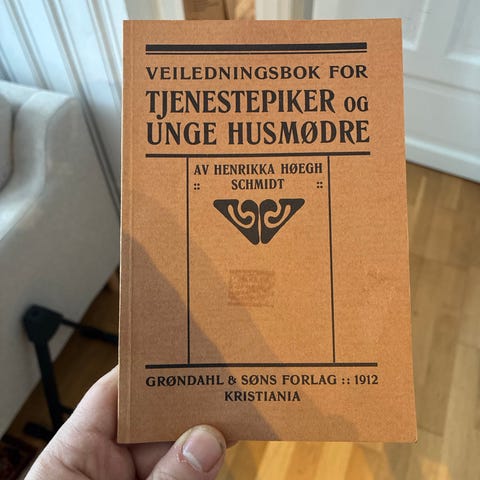 VEILEDNINGSBOK FOR
TJENESTEPIKER OG
UNGE HUSMØDRE
AV HENRIKKA HØEGH
:: SCHMIDT ::
GRØNDAHL & SØNS FORLAG :: 1912
KRISTIANIA